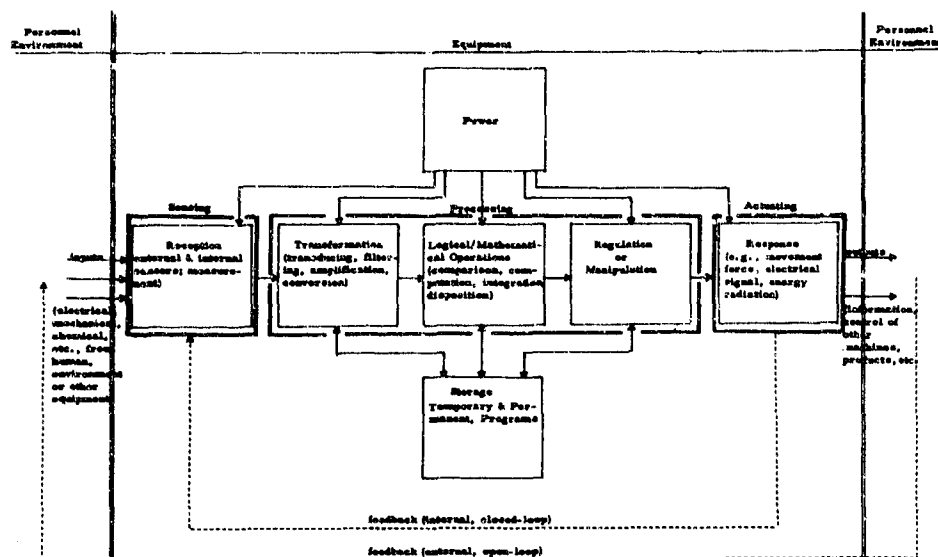 Personnel
Environment
Equipment
Personnel
Environment
Power
Sensing
Processing
Actuating
Reception
external & internal
sensors; measure-
ment)
Transformation
(transducing, filter-
ing, amplification,
conversion)
Logical/Mathemati-
cal Operations
(comparison, com-
putation, integration
disposition)
Regulation
or
Manipulation
Response
(e.g., movement
force, electrical
signal, energy
radiation)
inputs
outputs
(electrical
mechanical,
chemical,
etc., from
human,
environment
or other
equipment)
(information,
control of
other
machines,
products, etc.
Storage
Temporary & Per-
manent, Programs
feedback (internal, closed-loop)
feedback (external, open-loop)